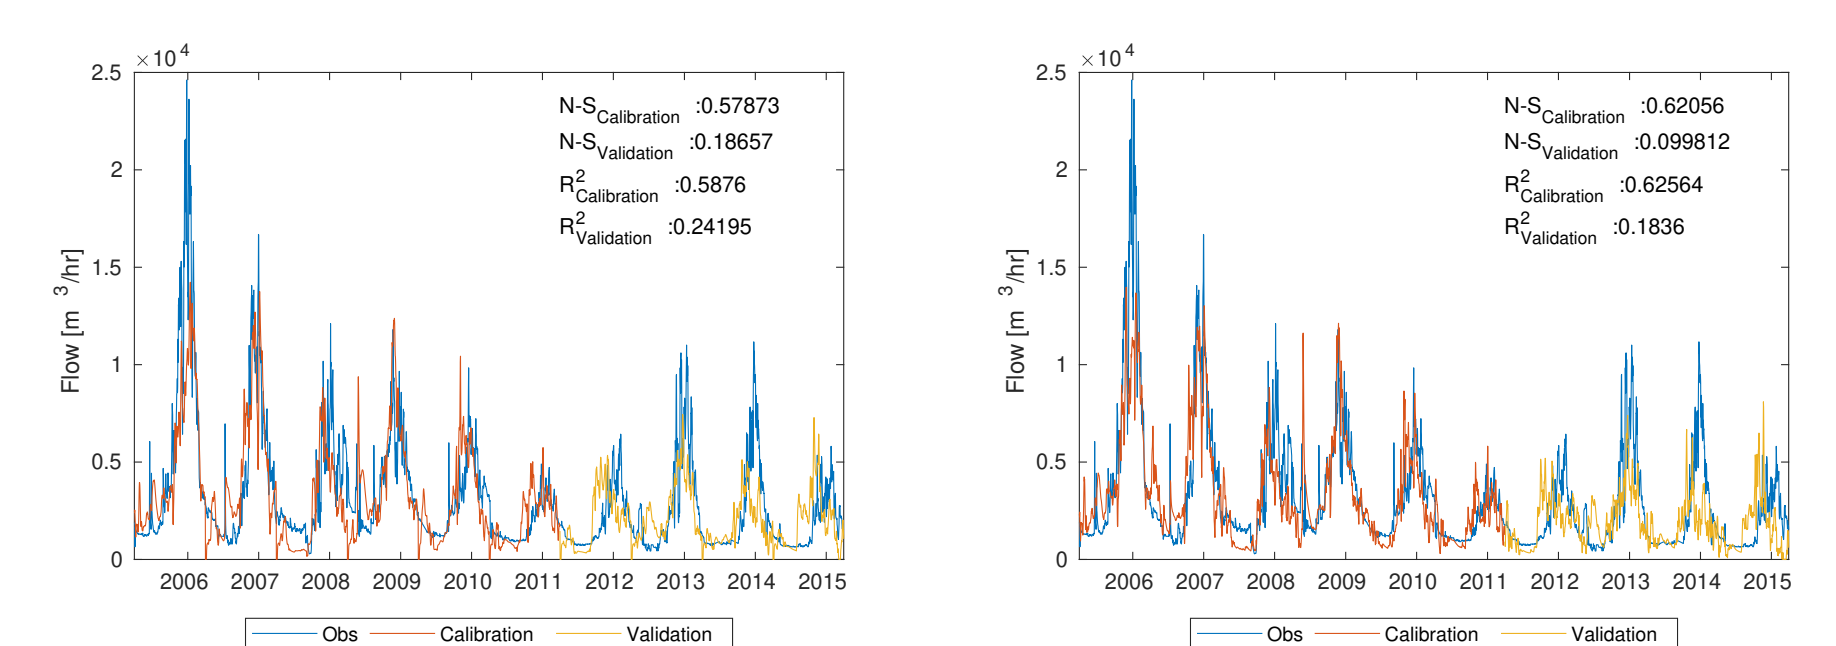 ×10^4
2.5
2
1.5
1
0.5
0
Flow [m^3/hr]
N-S_Calibration :0.57873
N-S_Validation :0.18657
R^2_Calibration :0.5876
R^2_Validation :0.24195
2006 2007 2008 2009 2010 2011 2012 2013 2014 2015
Obs Calibration Validation
×10^4
2.5
2
1.5
1
0.5
0
Flow [m^3/hr]
N-S_Calibration :0.62056
N-S_Validation :0.099812
R^2_Calibration :0.62564
R^2_Validation :0.1836
2006 2007 2008 2009 2010 2011 2012 2013 2014 2015
Obs Calibration Validation